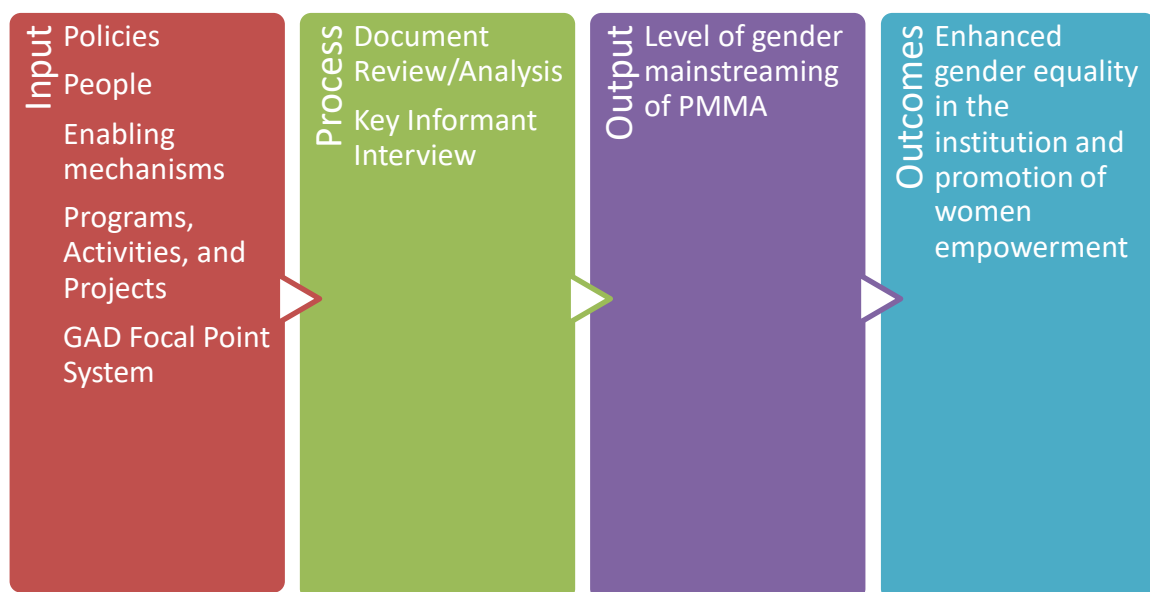 Input
Policies
People
Enabling
mechanisms
Programs,
Activities, and
Projects
GAD Focal Point
System
Process
Document
Review/Analysis
Key Informant
Interview
Output
Level of gender
mainstreaming
of PMMA
Outcomes
Enhanced
gender equality
in the
institution and
promotion of
women
empowerment